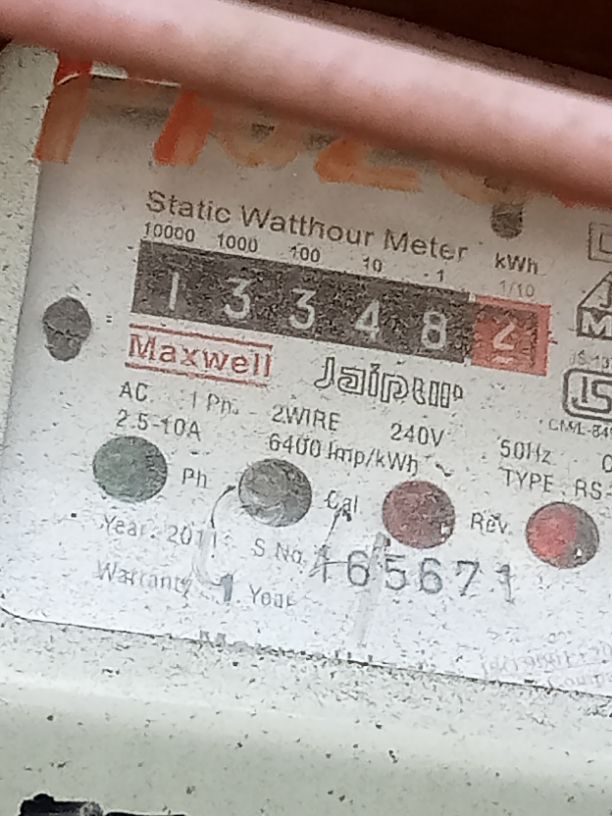 Static Watthour Meter kWh
10000 1000 100 10 1 1/10
1 3 3 4 8 2
Maxwell Jaipur
AC 1 Ph. 2WIRE 240V 50Hz
2.5-10A 6400 Imp/kWh TYPE RS
Ph Cal. Rev.
Year 2011 S.No. 165671
Warranty 1 Year